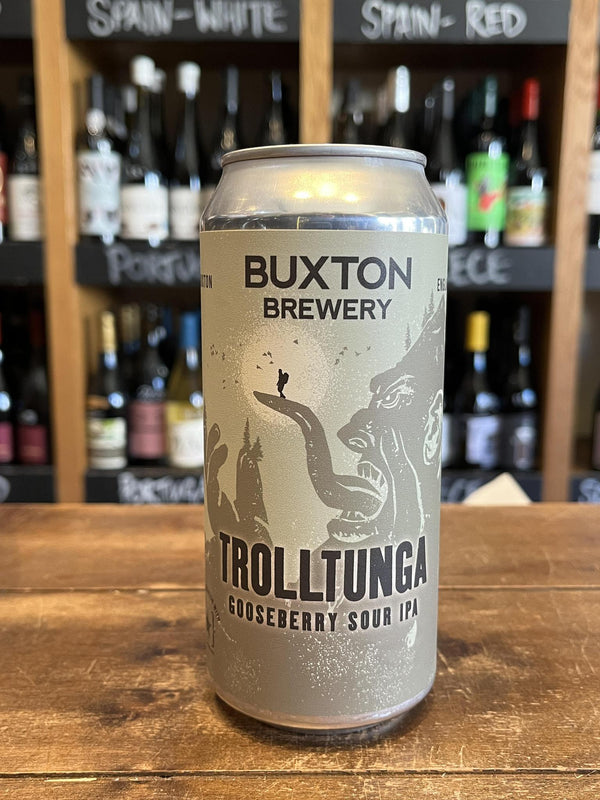 SPAIN-WHITE
SPAIN- RED
BUXTON
BREWERY
TROLLTUNGA
GOOSEBERRY SOUR IPA